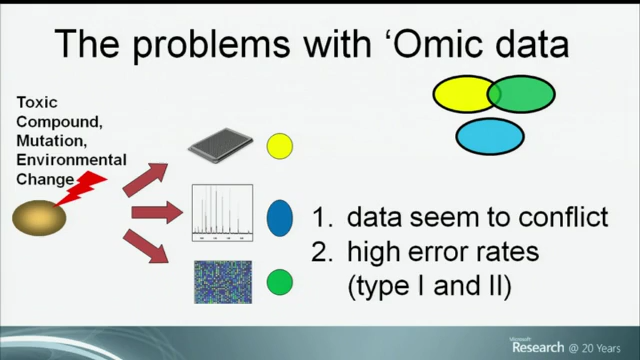 The problems with ‘Omic data
Toxic
Compound,
Mutation,
Environmental
Change
1. data seem to conflict
2. high error rates
(type I and II)
Microsoft
Research @ 20 Years